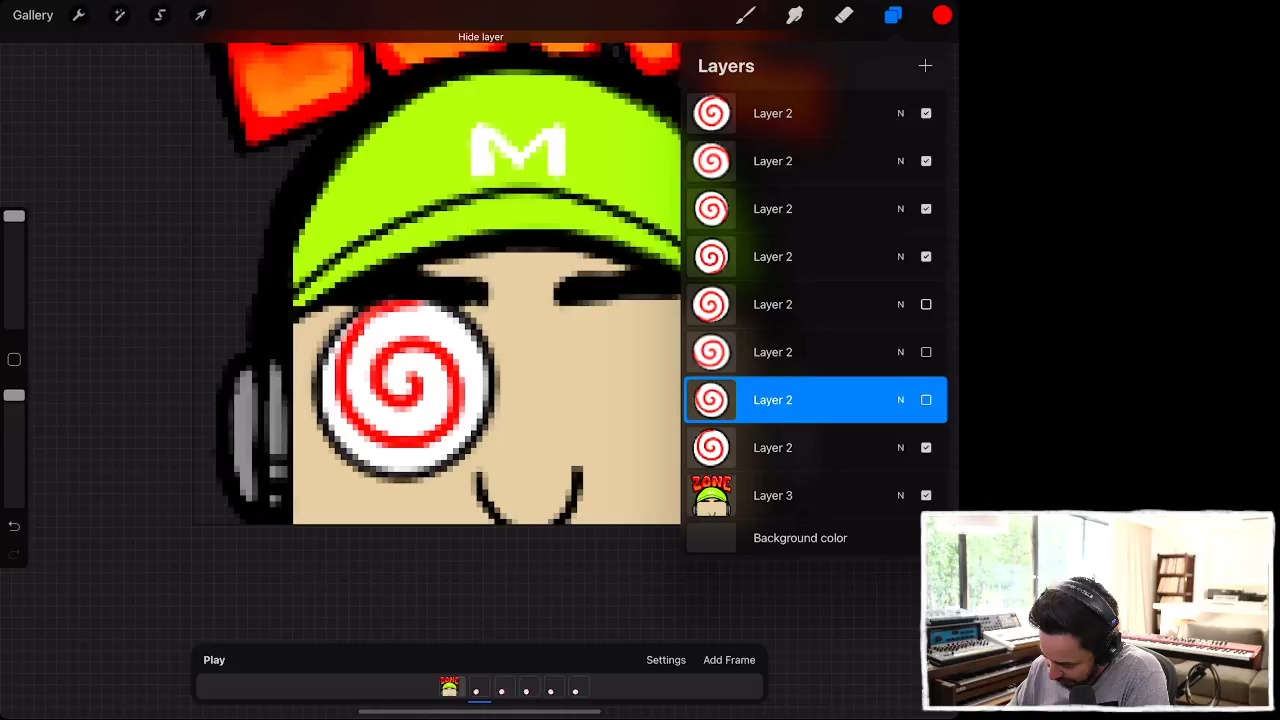 Gallery
Hide layer
M
Layers
Layer 2 N
Layer 2 N
Layer 2 N
Layer 2 N
Layer 2 N
Layer 2 N
Layer 2 N
Layer 2 N
ZONE
Layer 3 N
Background color
Play
Settings
Add Frame
ZONE